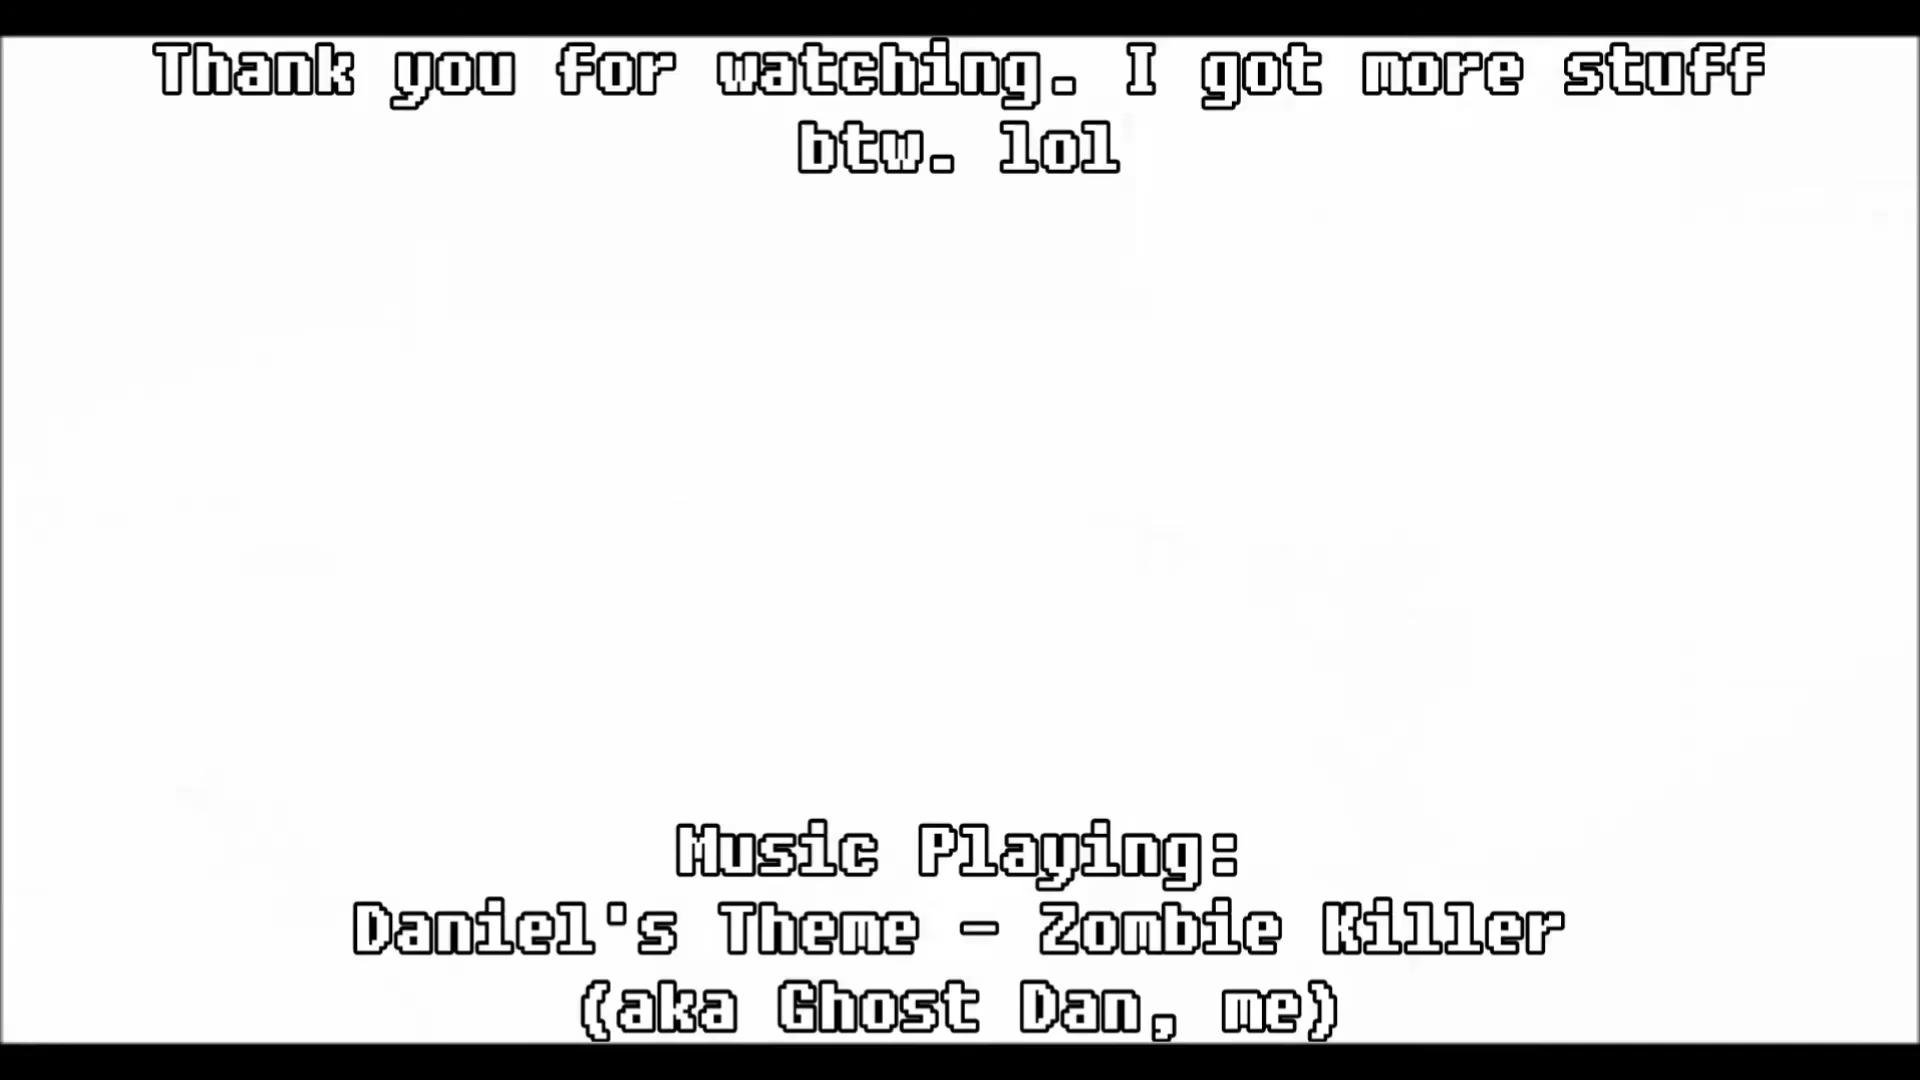 Thank you for watching. I got more stuff
btw. lol
Music Playing:
Daniel's Theme - Zombie Killer
(aka Ghost Dan, me)